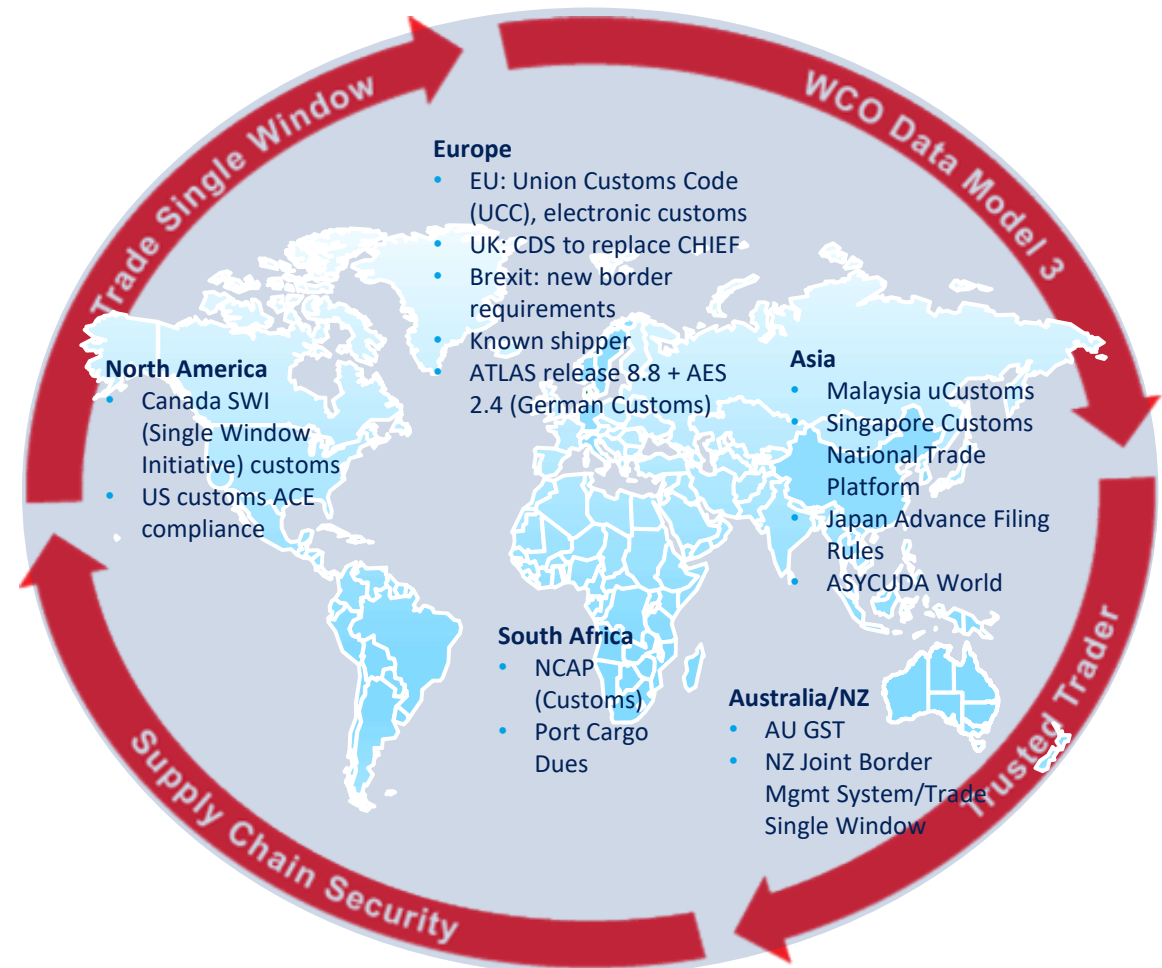 Trade Single Window
WCO Data Model 3
Europe
• EU: Union Customs Code
(UCC), electronic customs
• UK: CDS to replace CHIEF
• Brexit: new border
requirements
• Known shipper
• ATLAS release 8.8 + AES
2.4 (German Customs)
North America
• Canada SWI
(Single Window
Initiative) customs
• US customs ACE
compliance
Asia
• Malaysia uCustoms
• Singapore Customs
National Trade
Platform
• Japan Advance Filing
Rules
• ASYCUDA World
South Africa
• NCAP
(Customs)
• Port Cargo
Dues
Australia/NZ
• AU GST
• NZ Joint Border
Mgmt System/Trade
Single Window
Trusted Trader
Supply Chain Security